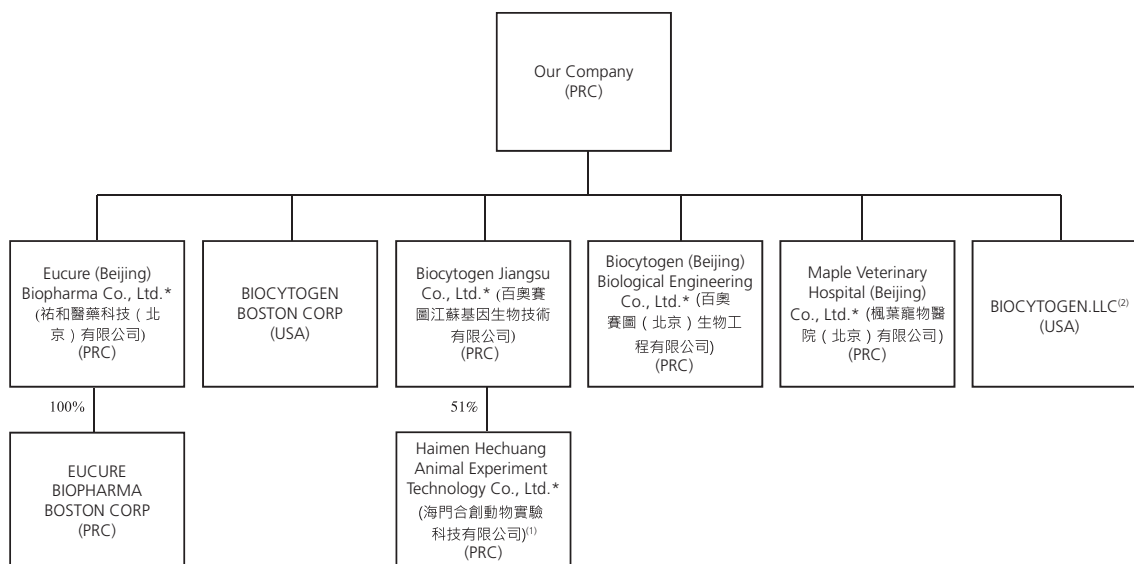 Our Company
(PRC)
Eucure (Beijing)
Biopharma Co., Ltd.*
(祐和醫藥科技（北
京）有限公司)
(PRC)
BIOCYTOGEN
BOSTON CORP
(USA)
Biocytogen Jiangsu
Co., Ltd.* (百奧賽
圖江蘇基因生物技術
有限公司)
(PRC)
Biocytogen (Beijing)
Biological Engineering
Co., Ltd.* (百奧
賽圖（北京）生物工
程有限公司)
(PRC)
Maple Veterinary
Hospital (Beijing)
Co., Ltd.* (楓葉寵物醫
院（北京）有限公司)
(PRC)
BIOCYTOGEN.LLC(2)
(USA)
100%
51%
EUCURE
BIOPHARMA
BOSTON CORP
(PRC)
Haimen Hechuang
Animal Experiment
Technology Co., Ltd.*
(海門合創動物實驗
科技有限公司)(1)
(PRC)